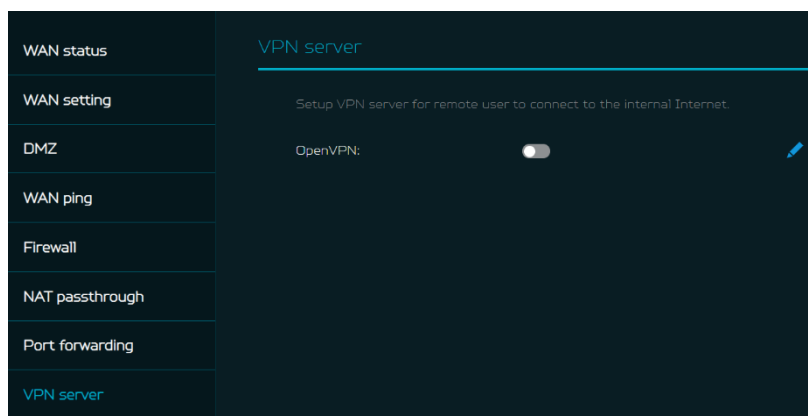 WAN status
WAN setting
DMZ
WAN ping
Firewall
NAT passthrough
Port forwarding
VPN server
VPN server
Setup VPN server for remote user to connect to the internal Internet.
OpenVPN: